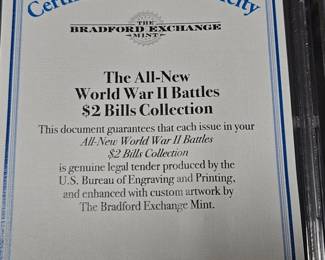 THE
BRADFORD EXCHANGE
MINT
The All-New
World War II Battles
$2 Bills Collection
This document guarantees that each issue in your
All-New World War II Battles
$2 Bills Collection
is genuine legal tender produced by the
U.S. Bureau of Engraving and Printing,
and enhanced with custom artwork by
The Bradford Exchange Mint.